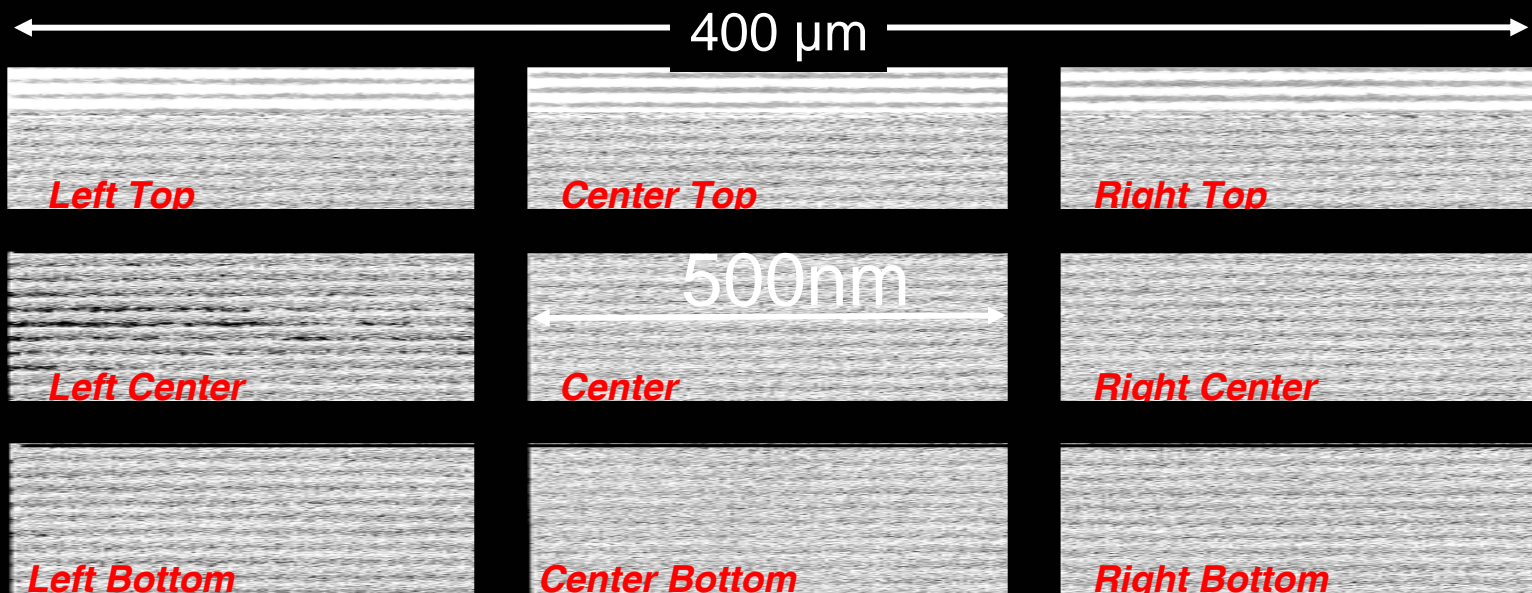 400 µm
Left Top
Center Top
Right Top
500nm
Left Center
Center
Right Center
Left Bottom
Center Bottom
Right Bottom